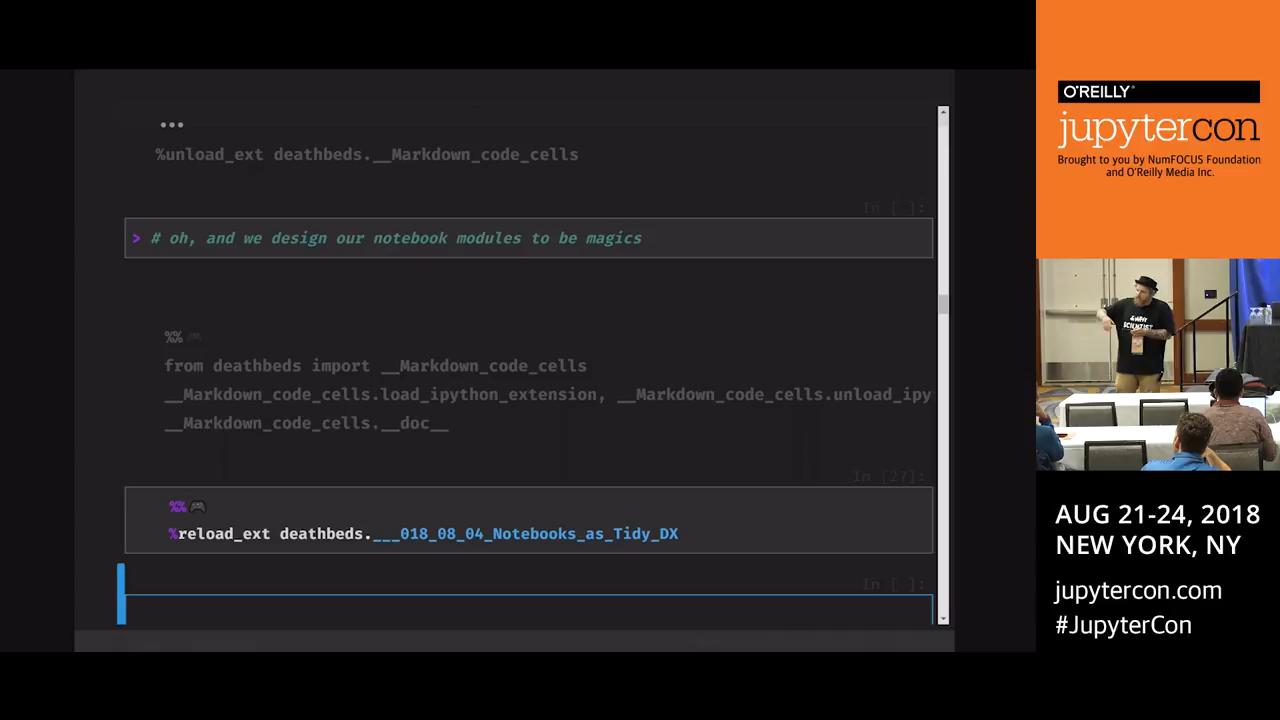 %unload_ext deathbeds.__Markdown_code_cells
In [ ]:
> # oh, and we design our notebook modules to be magics
%%🎮
from deathbeds import __Markdown_code_cells
__Markdown_code_cells.load_ipython_extension, __Markdown_code_cells.unload_ipy
__Markdown_code_cells.__doc__
In [27]:
%%🎮
%reload_ext deathbeds.___018_08_04_Notebooks_as_Tidy_DX
In [ ]:
O'REILLY®
jupytercon
Brought to you by NumFOCUS Foundation
and O'Reilly Media Inc.
SCIENTIST
AUG 21-24, 2018
NEW YORK, NY
jupytercon.com
#JupyterCon